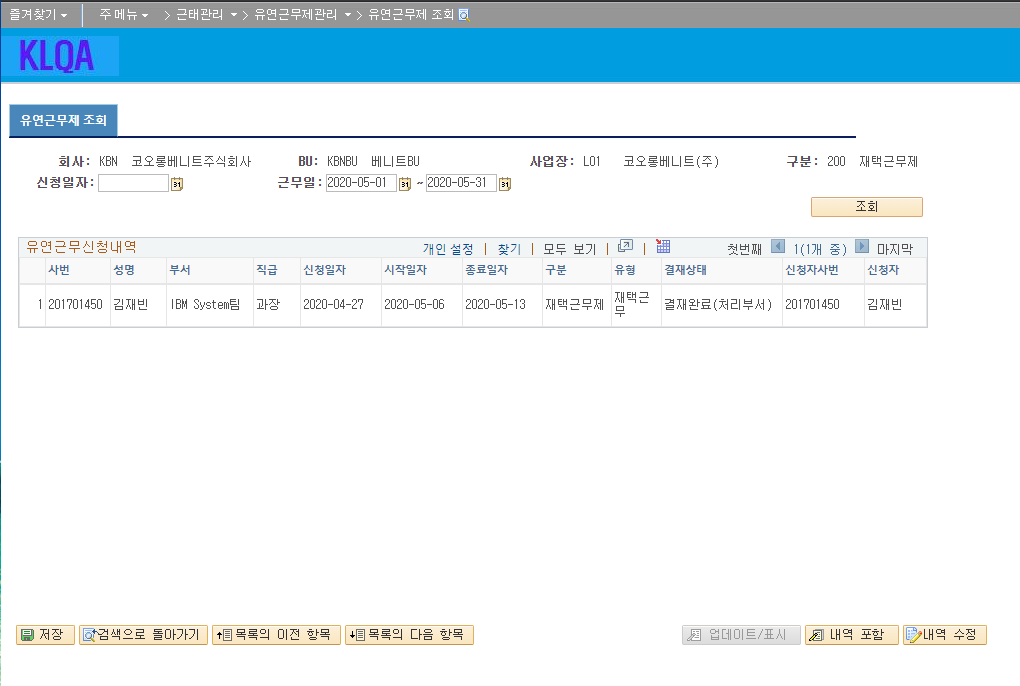 즐겨찾기 주 메뉴 > 근태관리 > 유연근무제관리 > 유연근무제 조회
KLQA
유연근무제 조회
회사: KBN 코오롱베니트주식회사 BU: KBNBU 베니트BU 사업장: L01 코오롱베니트(주) 구분: 200 재택근무제
신청일자: 근무일: 2020-05-01 ~ 2020-05-31
조회
유연근무신청내역 개인 설정 | 찾기 | 모두 보기 | | 첫번째 1(1개 중) 마지막
사번 성명 부서 직급 신청일자 시작일자 종료일자 구분 유형 결재상태 신청자사번 신청자
1 201701450 김재빈 IBM System팀 과장 2020-04-27 2020-05-06 2020-05-13 재택근무제 재택근무 결재완료(처리부서) 201701450 김재빈
저장 검색으로 돌아가기 목록의 이전 항목 목록의 다음 항목 업데이트/표시 내역 포함 내역 수정